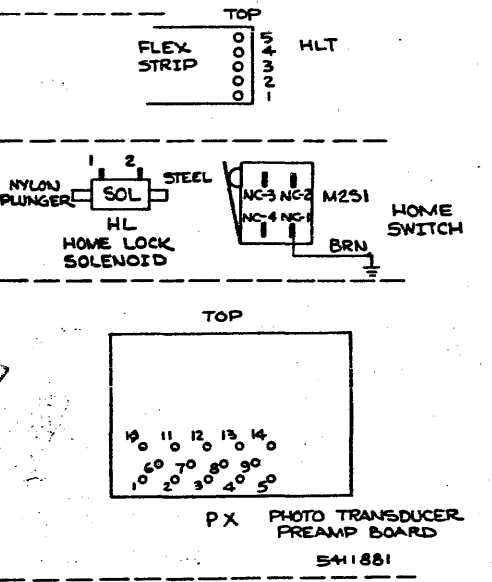 TOP
FLEX
STRIP
5
4
3
2
1
HLT
1 2
NYLON
PLUNGER
SOL
STEEL
HL
HOME LOCK
SOLENOID
NC-3 NC-2
NC-4 NC-1
M2S1
HOME
SWITCH
BRN
TOP
10 11 12 13 14
6 7 8 9
1 2 3 4 5
PX
PHOTO TRANSDUCER
PREAMP BOARD
5411881